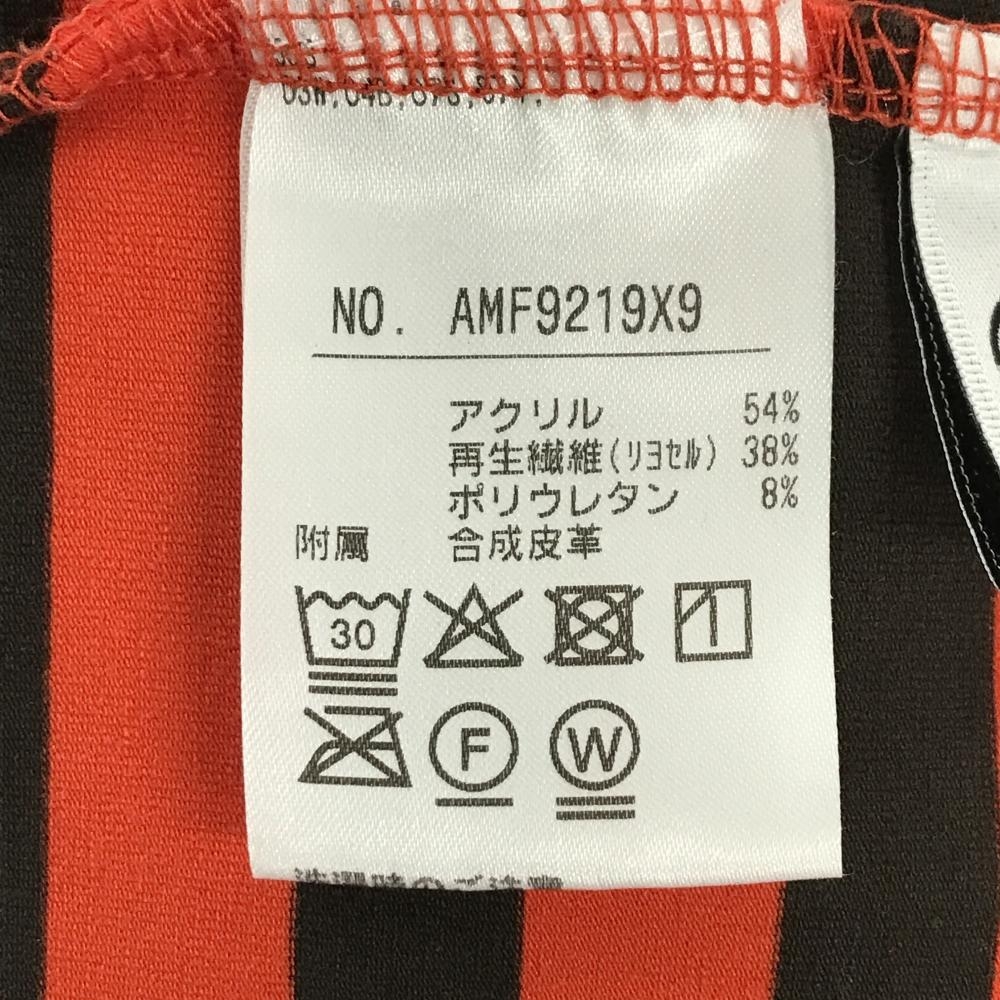 NO. AMF9219X9
アクリル 54%
再生繊維(リヨセル) 38%
ポリウレタン 8%
附属 合成皮革
30
F W